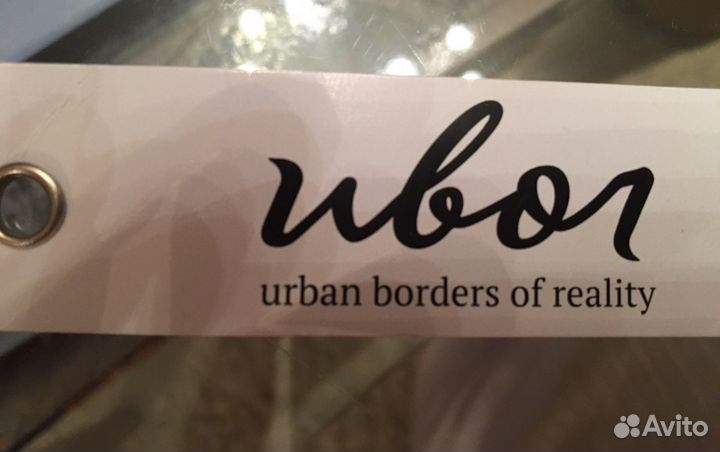 ubor
urban borders of reality
Avito